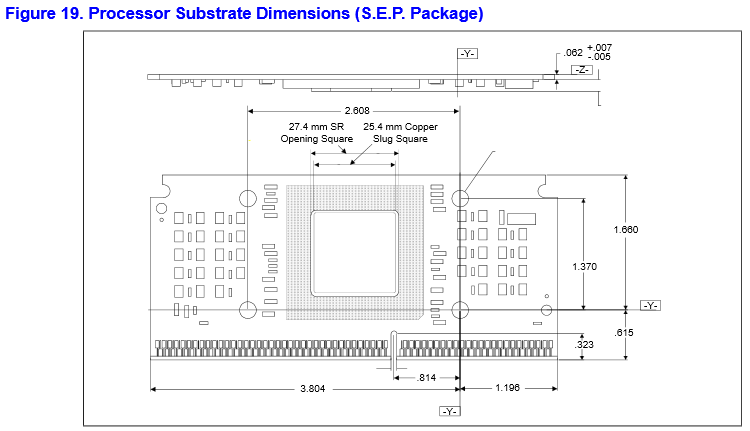 Figure 19. Processor Substrate Dimensions (S.E.P. Package)
-Y-
.062 +.007
-.005
-Z-
2.608
27.4 mm SR
Opening Square
25.4 mm Copper
Slug Square
1.660
1.370
-Y-
.615
.323
.814
3.804
1.196
-Y-